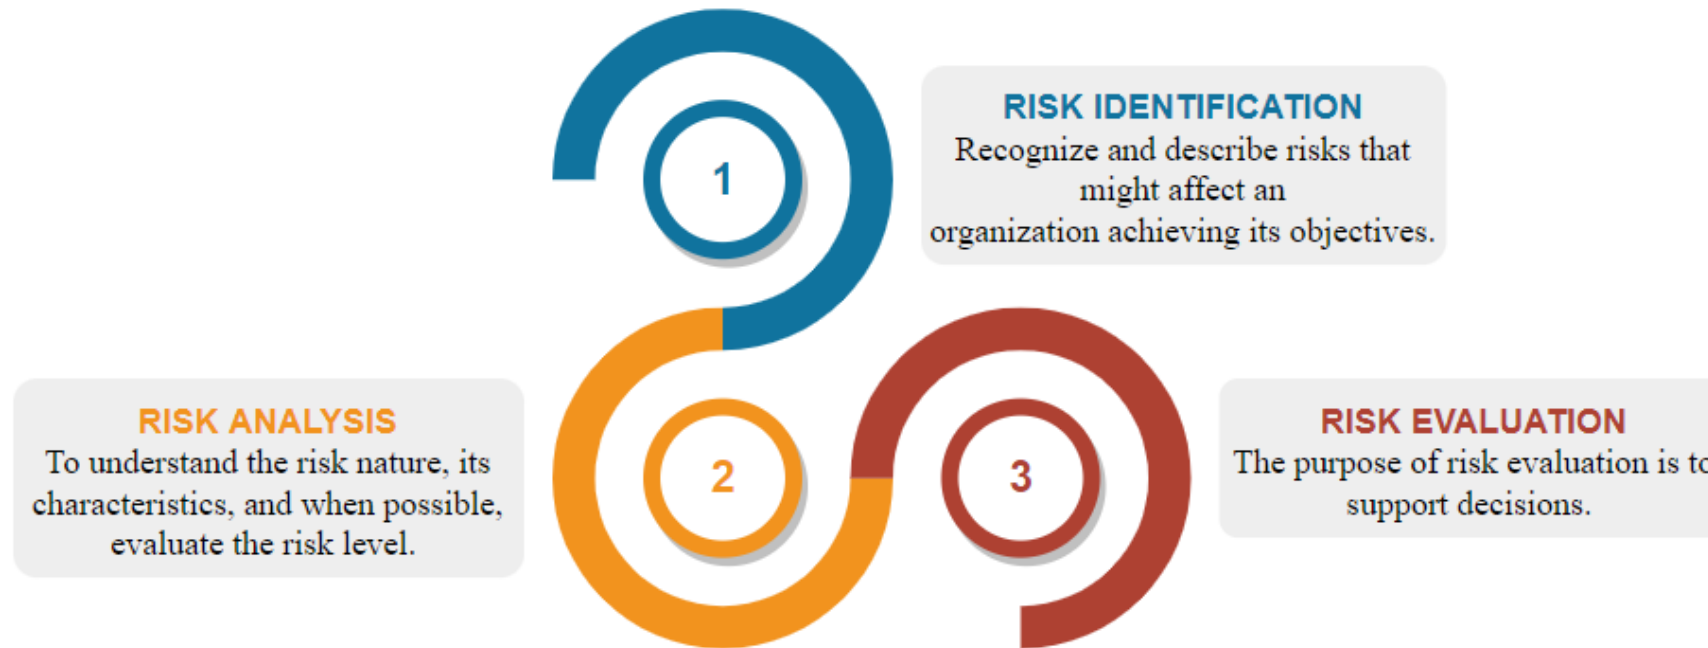 1
RISK IDENTIFICATION
Recognize and describe risks that
might affect an
organization achieving its objectives.
RISK ANALYSIS
To understand the risk nature, its
characteristics, and when possible,
evaluate the risk level.
2
3
RISK EVALUATION
The purpose of risk evaluation is to
support decisions.